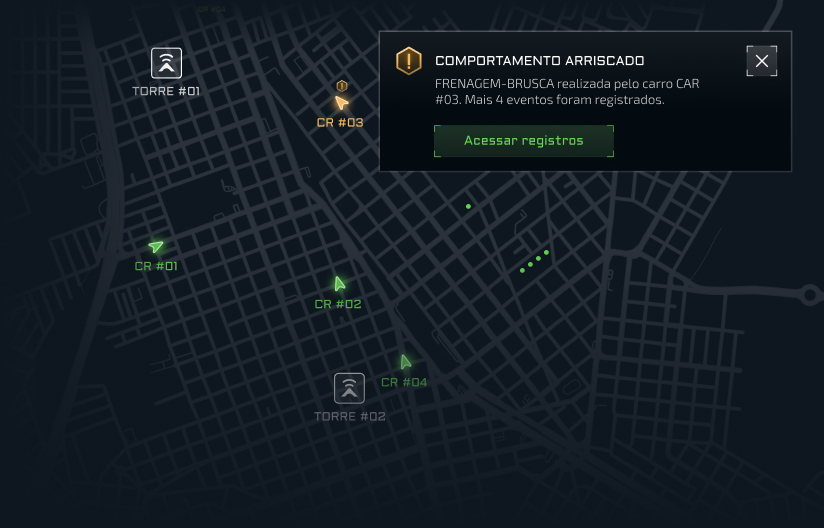 CR #04
TORRE #01
COMPORTAMENTO ARRISCADO
FRENAGEM-BRUSCA realizada pelo carro CAR
#03. Mais 4 eventos foram registrados.
Acessar registros
CR #03
CR #01
CR #02
CR #04
TORRE #02